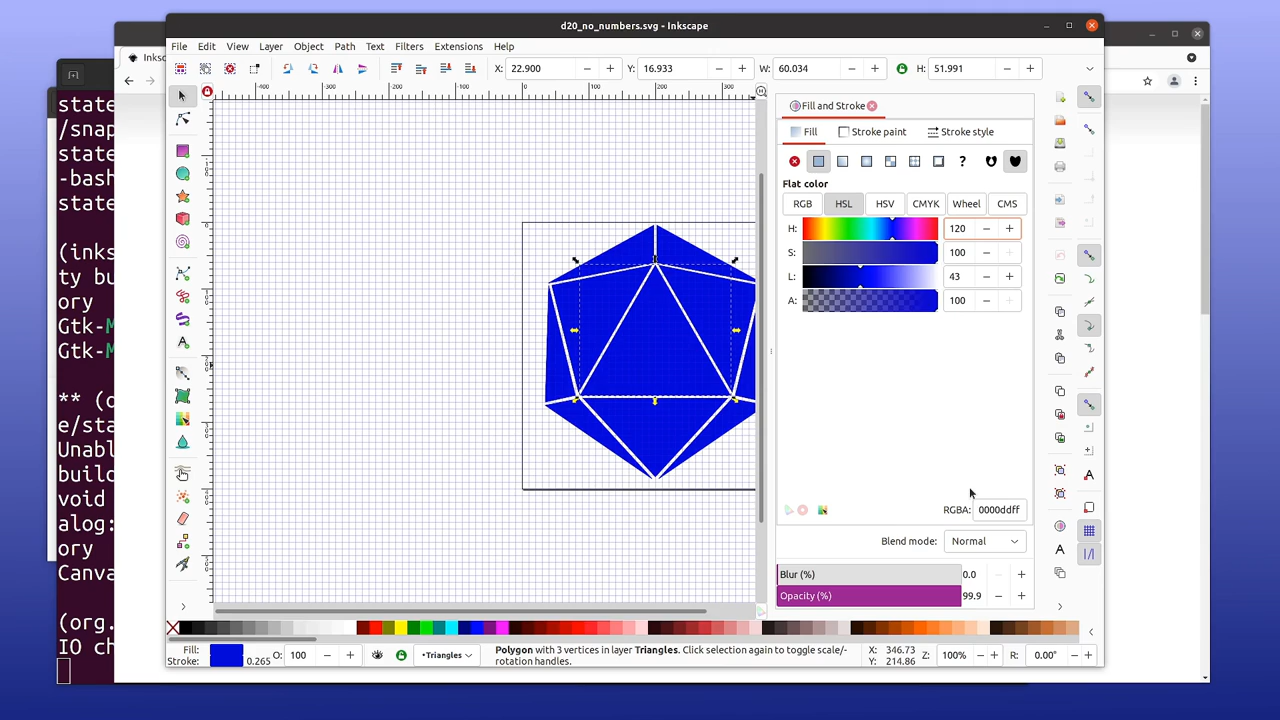 d20_no_numbers.svg - Inkscape
Inks
File Edit View Layer Object Path Text Filters Extensions Help
X: 22.900 Y: 16.933 W: 60.034 H: 51.991
Fill and Stroke
Fill Stroke paint Stroke style
?
Flat color
RGB HSL HSV CMYK Wheel CMS
H: 120
S: 100
L: 43
A: 100
RGBA: 0000ddff
Blend mode: Normal
Blur (%) 0.0
Opacity (%) 99.9
Fill:
Stroke: 0.265
O: 100
•Triangles
Polygon with 3 vertices in layer Triangles. Click selection again to toggle scale/-
rotation handles.
X: 346.73
Y: 214.86
Z: 100%
R: 0.00°
state
/snap
state
-bash
state
(inks
ty bu
ory
Gtk-M
Gtk-M
** (o
e/sta
Unabl
build
void
alog:
ory
Canva
(org.
IO ch